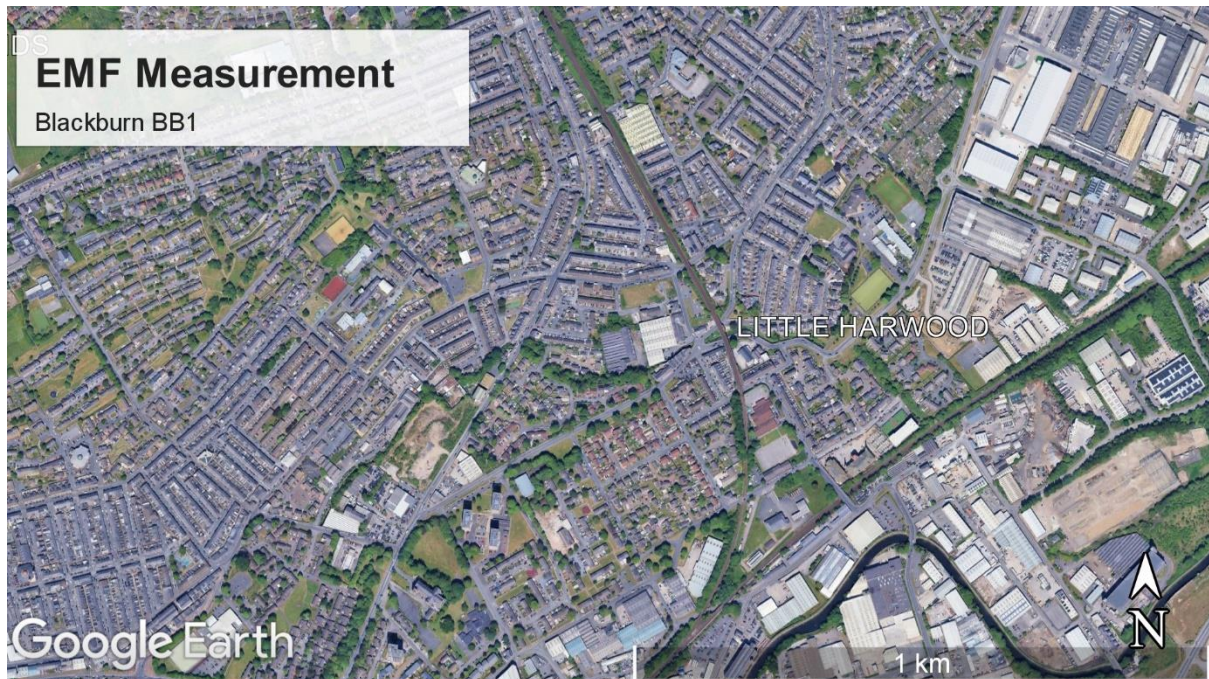 DS
EMF Measurement
Blackburn BB1
LITTLE HARWOOD
Google Earth
1 km
N